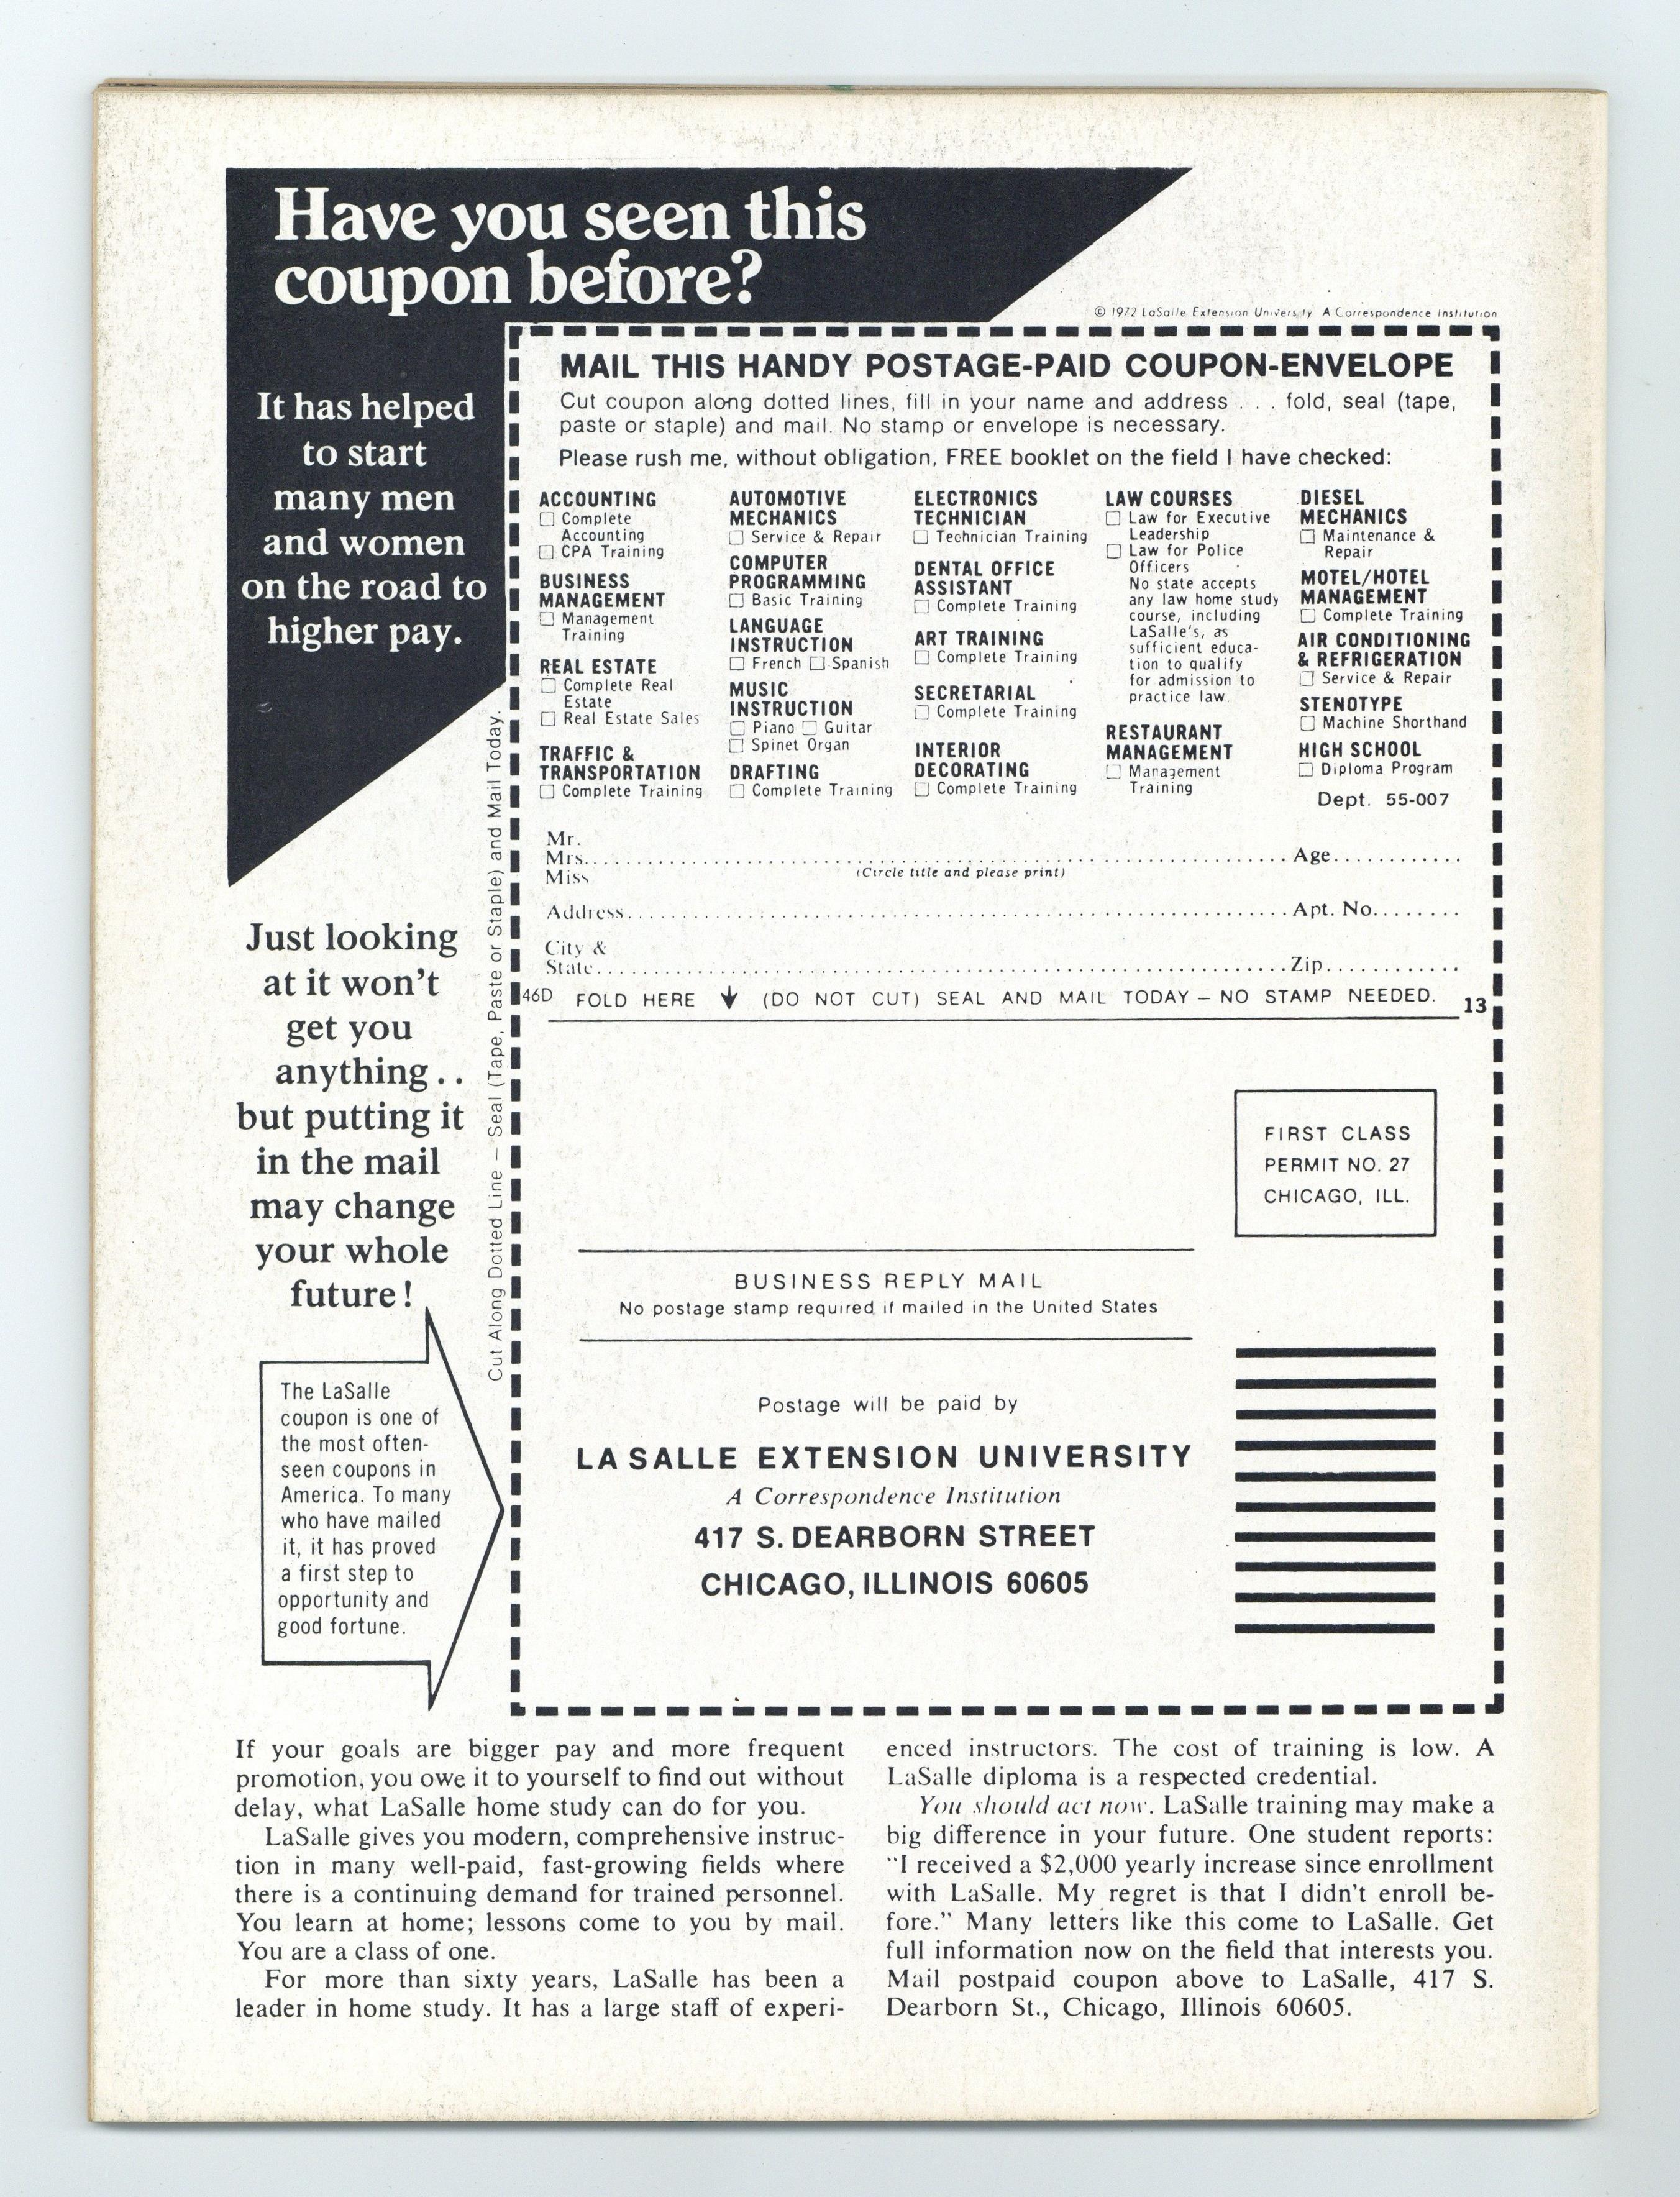 Have you seen this
coupon before?
© 1972 LaSalle Extension University A Correspondence Institution
It has helped
to start
many men
and women
on the road to
higher pay.
Just looking
at it won't
get you
anything . .
but putting it
in the mail
may change
your whole
future!
The LaSalle
coupon is one of
the most often-
seen coupons in
America. To many
who have mailed
it, it has proved
a first step to
opportunity and
good fortune.
Cut Along Dotted Line — Seal (Tape, Paste or Staple) and Mail Today.
MAIL THIS HANDY POSTAGE-PAID COUPON-ENVELOPE
Cut coupon along dotted lines, fill in your name and address . . . fold, seal (tape,
paste or staple) and mail. No stamp or envelope is necessary.
Please rush me, without obligation, FREE booklet on the field I have checked:
ACCOUNTING
☐ Complete
Accounting
☐ CPA Training
BUSINESS
MANAGEMENT
☐ Management
Training
REAL ESTATE
☐ Complete Real
Estate
☐ Real Estate Sales
TRAFFIC &
TRANSPORTATION
☐ Complete Training
AUTOMOTIVE
MECHANICS
☐ Service & Repair
COMPUTER
PROGRAMMING
☐ Basic Training
LANGUAGE
INSTRUCTION
☐ French ☐ Spanish
MUSIC
INSTRUCTION
☐ Piano ☐ Guitar
☐ Spinet Organ
DRAFTING
☐ Complete Training
ELECTRONICS
TECHNICIAN
☐ Technician Training
DENTAL OFFICE
ASSISTANT
☐ Complete Training
ART TRAINING
☐ Complete Training
SECRETARIAL
☐ Complete Training
INTERIOR
DECORATING
☐ Complete Training
LAW COURSES
☐ Law for Executive
Leadership
☐ Law for Police
Officers
No state accepts
any law home study
course, including
LaSalle's, as
sufficient educa-
tion to qualify
for admission to
practice law.
RESTAURANT
MANAGEMENT
☐ Management
Training
DIESEL
MECHANICS
☐ Maintenance &
Repair
MOTEL/HOTEL
MANAGEMENT
☐ Complete Training
AIR CONDITIONING
& REFRIGERATION
☐ Service & Repair
STENOTYPE
☐ Machine Shorthand
HIGH SCHOOL
☐ Diploma Program
Dept. 55-007
Mr.
Mrs. Age
Miss (Circle title and please print)
Address Apt. No.
City &
State Zip
46D FOLD HERE ↓ (DO NOT CUT) SEAL AND MAIL TODAY – NO STAMP NEEDED. 13
FIRST CLASS
PERMIT NO. 27
CHICAGO, ILL.
BUSINESS REPLY MAIL
No postage stamp required if mailed in the United States
Postage will be paid by
LA SALLE EXTENSION UNIVERSITY
A Correspondence Institution
417 S. DEARBORN STREET
CHICAGO, ILLINOIS 60605
If your goals are bigger pay and more frequent
promotion, you owe it to yourself to find out without
delay, what LaSalle home study can do for you.
LaSalle gives you modern, comprehensive instruc-
tion in many well-paid, fast-growing fields where
there is a continuing demand for trained personnel.
You learn at home; lessons come to you by mail.
You are a class of one.
For more than sixty years, LaSalle has been a
leader in home study. It has a large staff of experi-
enced instructors. The cost of training is low. A
LaSalle diploma is a respected credential.
You should act now. LaSalle training may make a
big difference in your future. One student reports:
"I received a $2,000 yearly increase since enrollment
with LaSalle. My regret is that I didn't enroll be-
fore." Many letters like this come to LaSalle. Get
full information now on the field that interests you.
Mail postpaid coupon above to LaSalle, 417 S.
Dearborn St., Chicago, Illinois 60605.